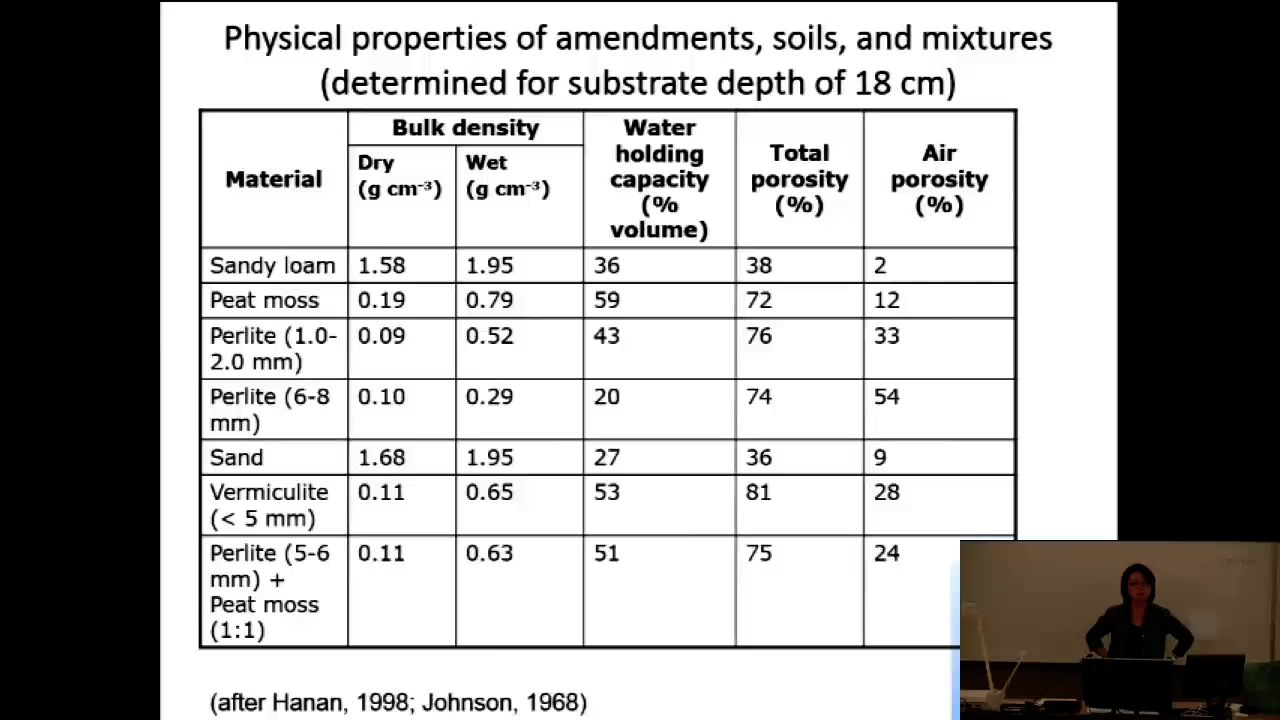 Physical properties of amendments, soils, and mixtures
(determined for substrate depth of 18 cm)
Material
Bulk density
Dry
(g cm⁻³)
Wet
(g cm⁻³)
Water
holding
capacity
(%
volume)
Total
porosity
(%)
Air
porosity
(%)
Sandy loam 1.58 1.95 36 38 2
Peat moss 0.19 0.79 59 72 12
Perlite (1.0- 0.09 0.52 43 76 33
2.0 mm)
Perlite (6-8 0.10 0.29 20 74 54
mm)
Sand 1.68 1.95 27 36 9
Vermiculite 0.11 0.65 53 81 28
(< 5 mm)
Perlite (5-6 0.11 0.63 51 75 24
mm) +
Peat moss
(1:1)
(after Hanan, 1998; Johnson, 1968)